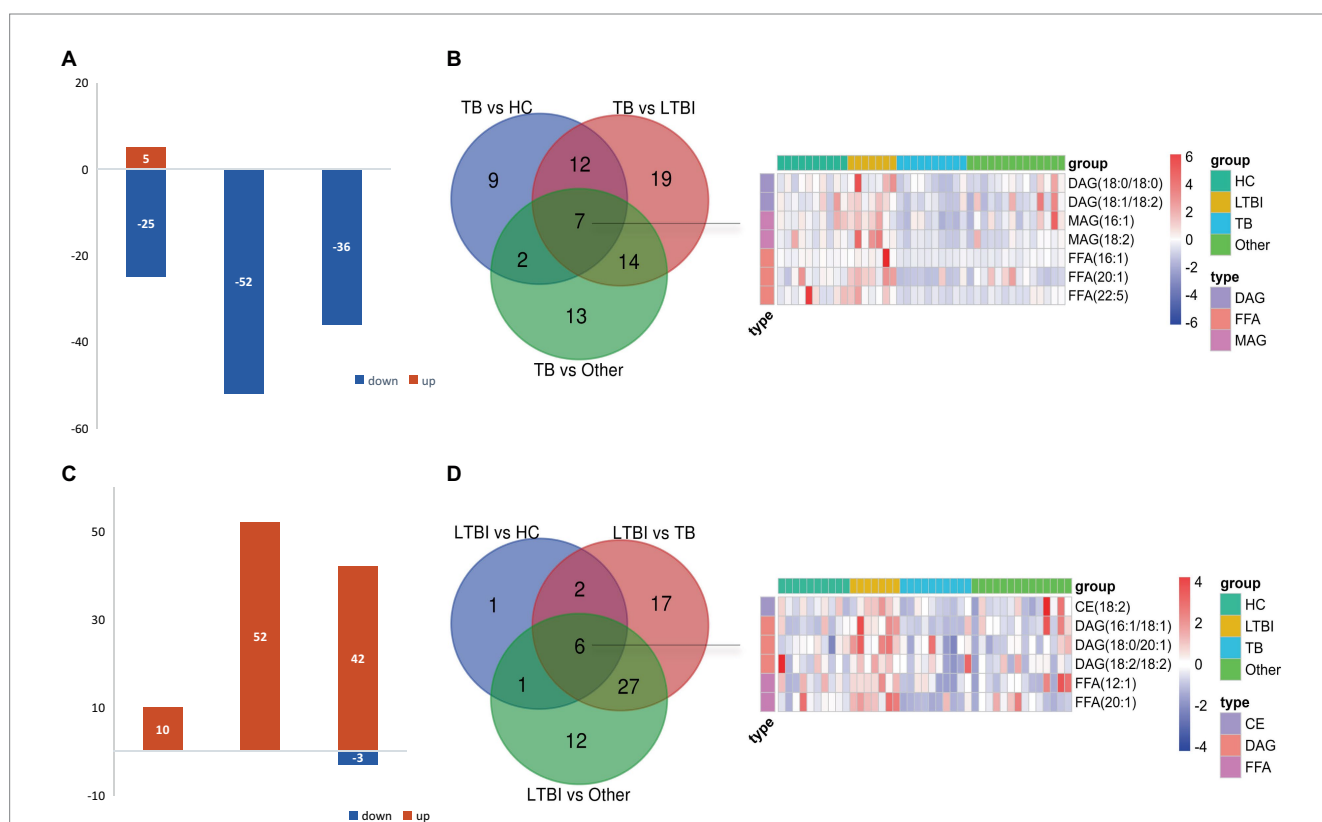 A
20
0
-20
-40
-60
5
-25
-52
-36
down up
B
TB vs HC
TB vs LTBI
9
12
19
7
2
14
13
TB vs Other
group
DAG(18:0/18:0)
DAG(18:1/18:2)
MAG(16:1)
MAG(18:2)
FFA(16:1)
FFA(20:1)
FFA(22:5)
type
6
4
2
0
-2
-4
-6
group
HC
LTBI
TB
Other
type
DAG
FFA
MAG
C
50
30
10
-10
10
52
42
-3
down up
D
LTBI vs HC
LTBI vs TB
1
2
17
6
1
27
12
LTBI vs Other
group
CE(18:2)
DAG(16:1/18:1)
DAG(18:0/20:1)
DAG(18:2/18:2)
FFA(12:1)
FFA(20:1)
type
4
2
0
-2
-4
group
HC
LTBI
TB
Other
type
CE
DAG
FFA